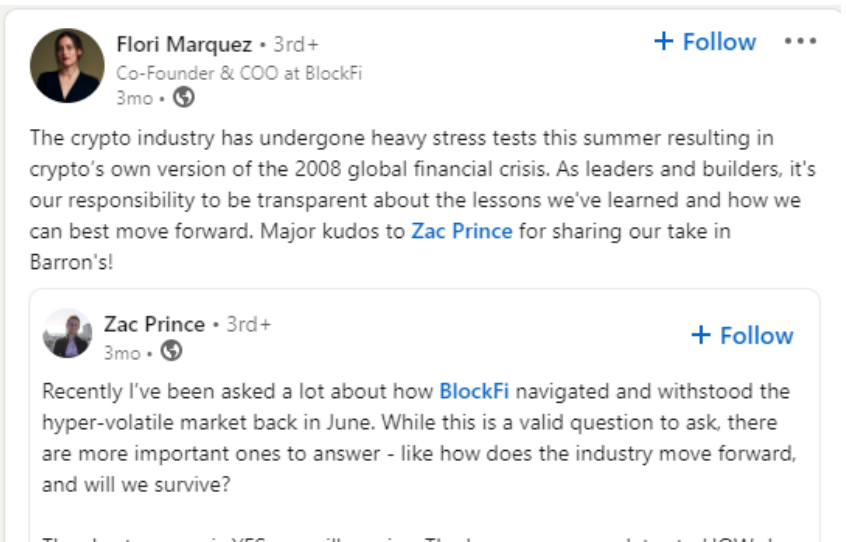 Flori Marquez • 3rd+
+ Follow
Co-Founder & COO at BlockFi
3mo •
The crypto industry has undergone heavy stress tests this summer resulting in
crypto's own version of the 2008 global financial crisis. As leaders and builders, it's
our responsibility to be transparent about the lessons we've learned and how we
can best move forward. Major kudos to Zac Prince for sharing our take in
Barron's!
Zac Prince • 3rd+
+ Follow
3mo •
Recently I've been asked a lot about how BlockFi navigated and withstood the
hyper-volatile market back in June. While this is a valid question to ask, there
are more important ones to answer - like how does the industry move forward,
and will we survive?